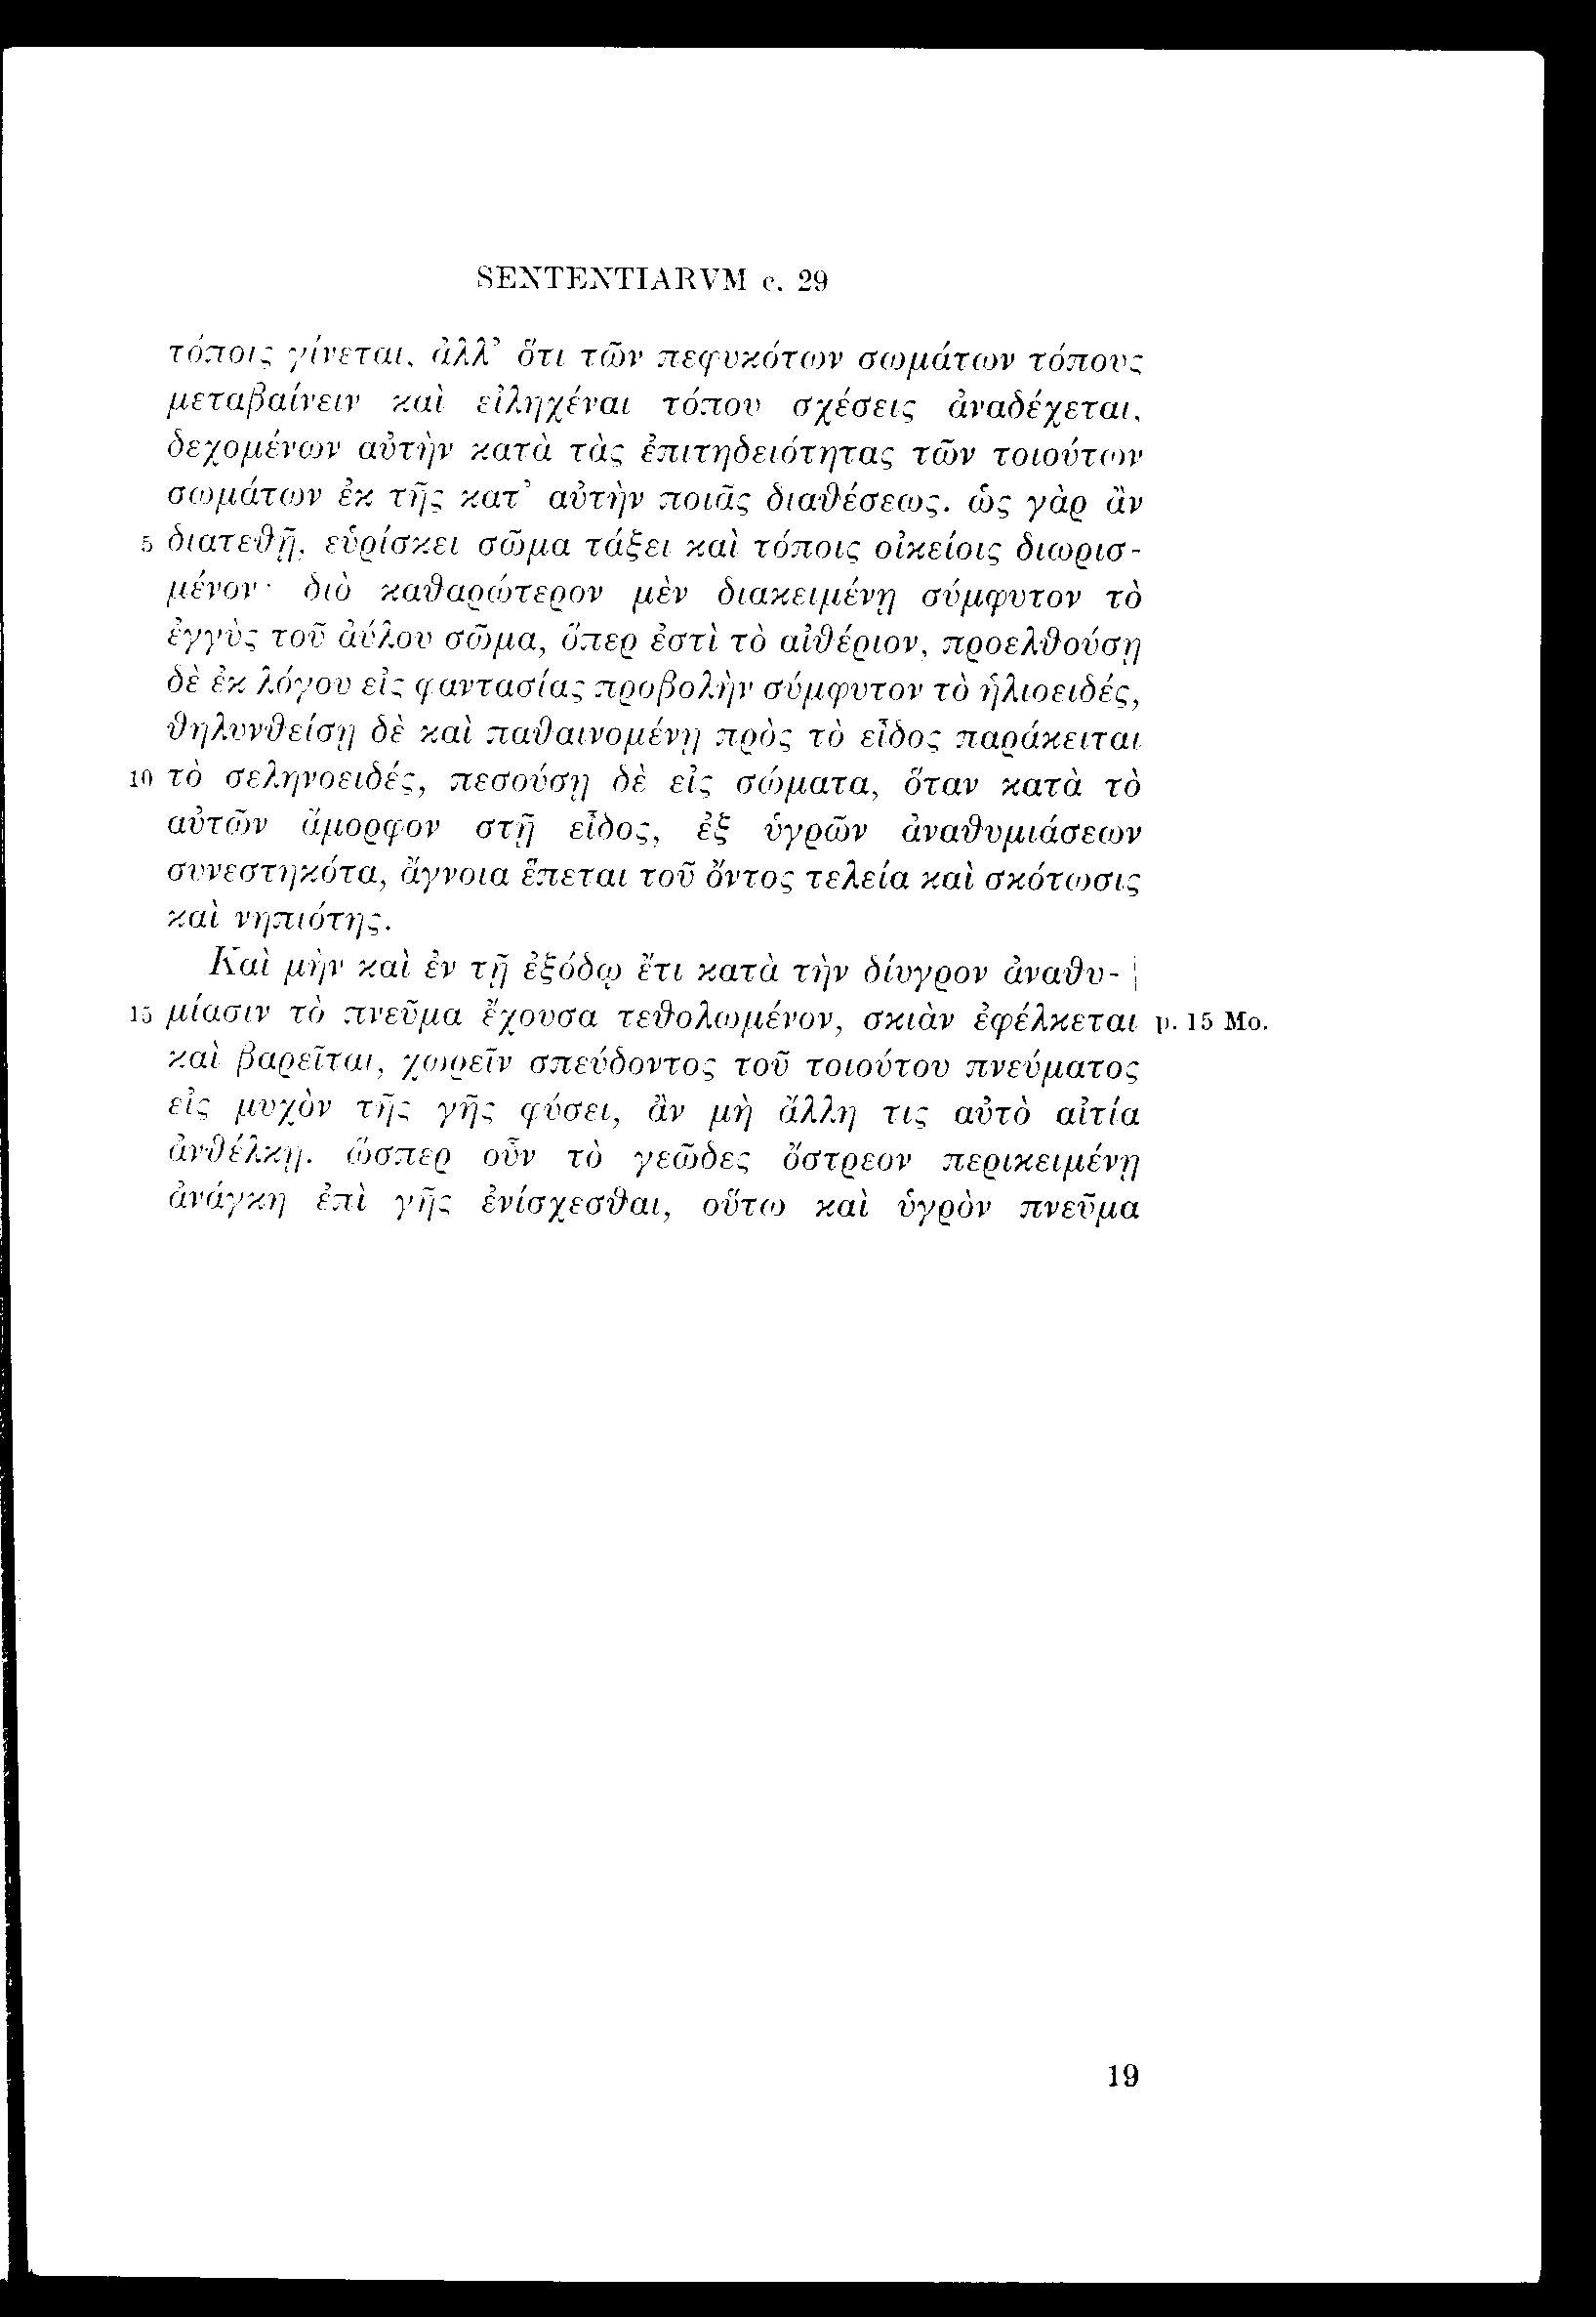 SENTENTIARVM c. 29
τόποις γίνεται, ἀλλ’ ὅτι τῶν πεφυκότων σωμάτων τόπους
μεταβαίνειν καὶ εἰληχέναι τόπου σχέσεις ἀναδέχεται,
δεχομένων αὐτὴν κατὰ τὰς ἐπιτηδειότητας τῶν τοιούτων
σωμάτων ἐκ τῆς κατ’ αὐτὴν ποιᾶς διαθέσεως. ὡς γὰρ ἂν
5 διατεθῇ, εὑρίσκει σῶμα τάξει καὶ τόποις οἰκείοις διωρισ-
μένον· διὸ καθαρώτερον μὲν διακειμένῃ σύμφυτον τὸ
ἐγγὺς τοῦ ἀύλου σῶμα, ὅπερ ἐστὶ τὸ αἰθέριον, προελθούσῃ
δὲ ἐκ λόγου εἰς φαντασίας προβολὴν σύμφυτον τὸ ἡλιοειδές,
θηλυνθείσῃ δὲ καὶ παθαινομένῃ πρὸς τὸ εἶδος παράκειται
10 τὸ σεληνοειδές, πεσούσῃ δὲ εἰς σώματα, ὅταν κατὰ τὸ
αὐτῶν ἄμορφον στῇ εἶδος, ἐξ ὑγρῶν ἀναθυμιάσεων
συνεστηκότα, ἄγνοια ἕπεται τοῦ ὄντος τελεία καὶ σκότωσις
καὶ νηπιότης.
Καὶ μὴν καὶ ἐν τῇ ἐξόδῳ ἔτι κατὰ τὴν δίυγρον ἀναθυ- |
15 μίασιν τὸ πνεῦμα ἔχουσα τεθολωμένον, σκιὰν ἐφέλκεται p. 15 Mo.
καὶ βαρεῖται, χωρεῖν σπεύδοντος τοῦ τοιούτου πνεύματος
εἰς μυχὸν τῆς γῆς φύσει, ἂν μὴ ἄλλη τις αὐτὸ αἰτία
ἀνθέλκῃ. ὥσπερ οὖν τὸ γεῶδες ὄστρεον περικειμένῃ
ἀνάγκη ἐπὶ γῆς ἐνίσχεσθαι, οὕτω καὶ ὑγρὸν πνεῦμα
19